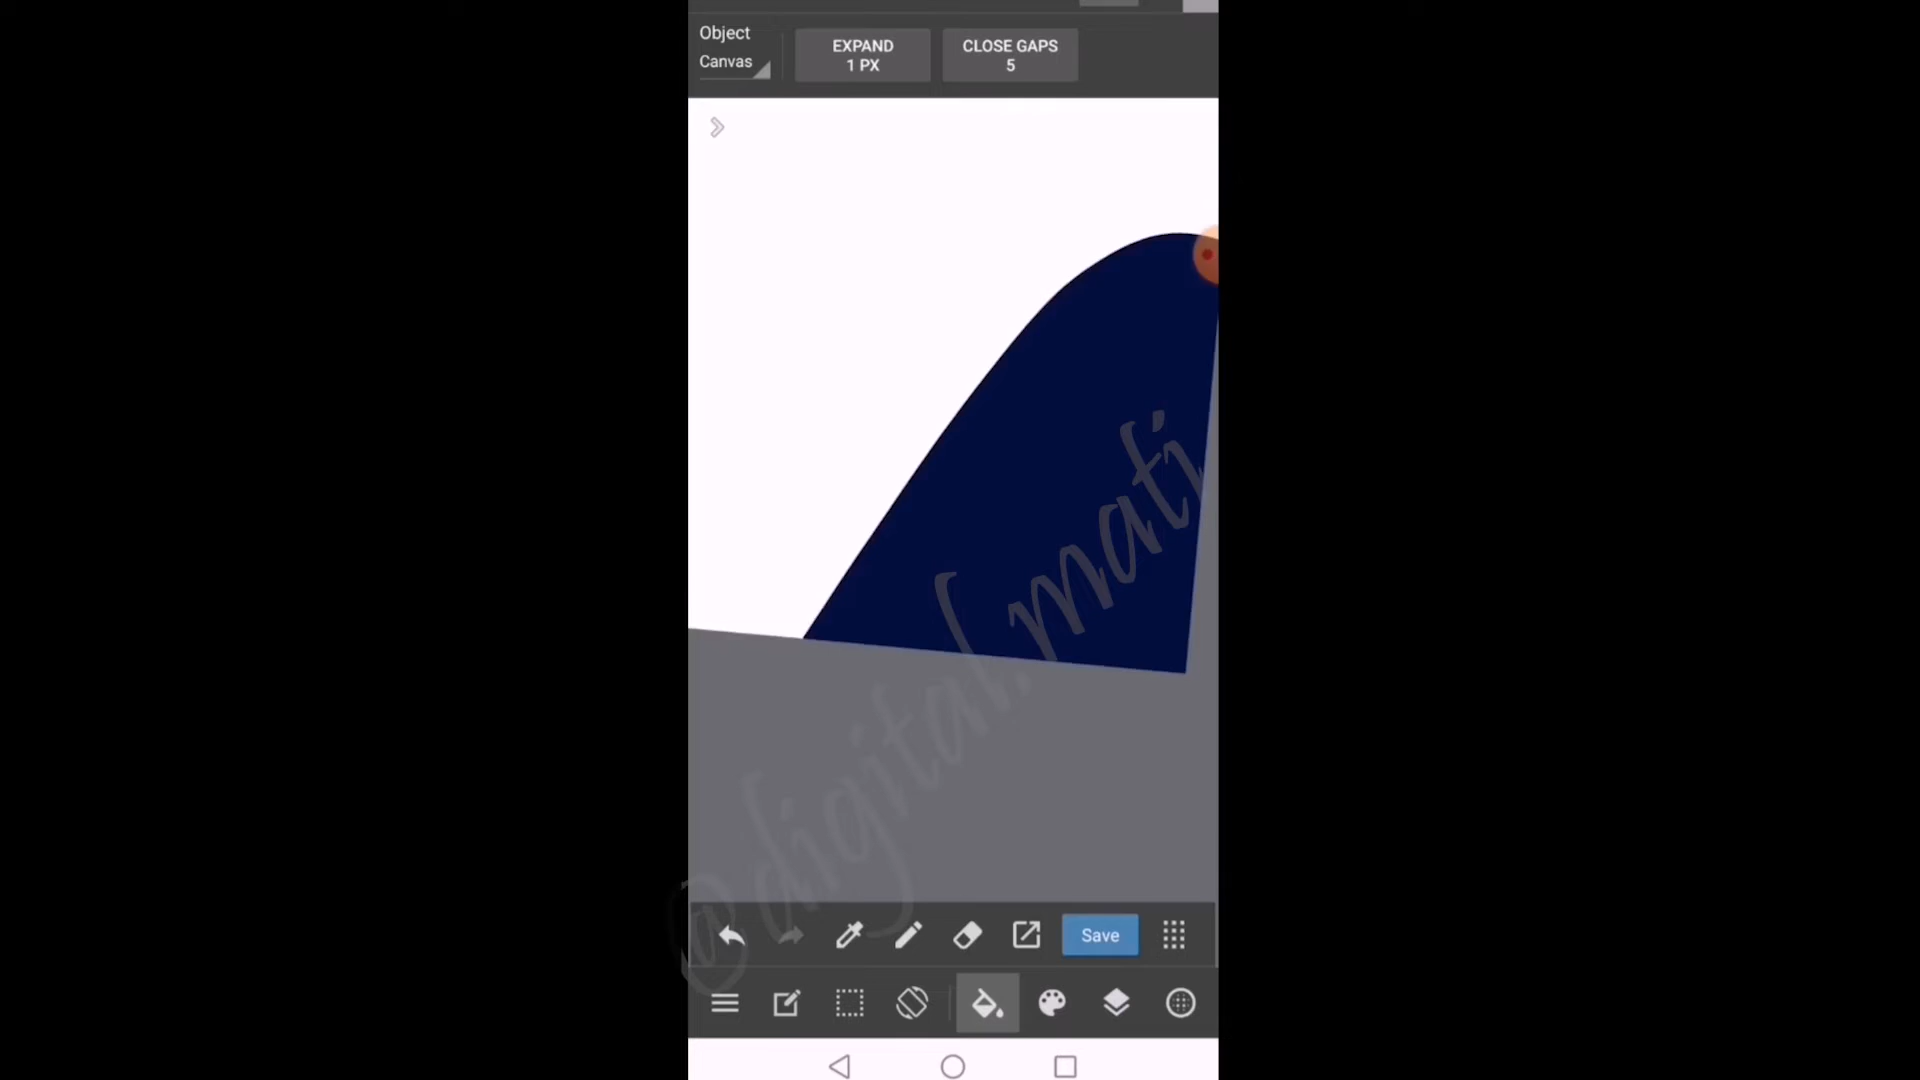 Object
Canvas
EXPAND
1 PX
CLOSE GAPS
5
@digital.mati
Save